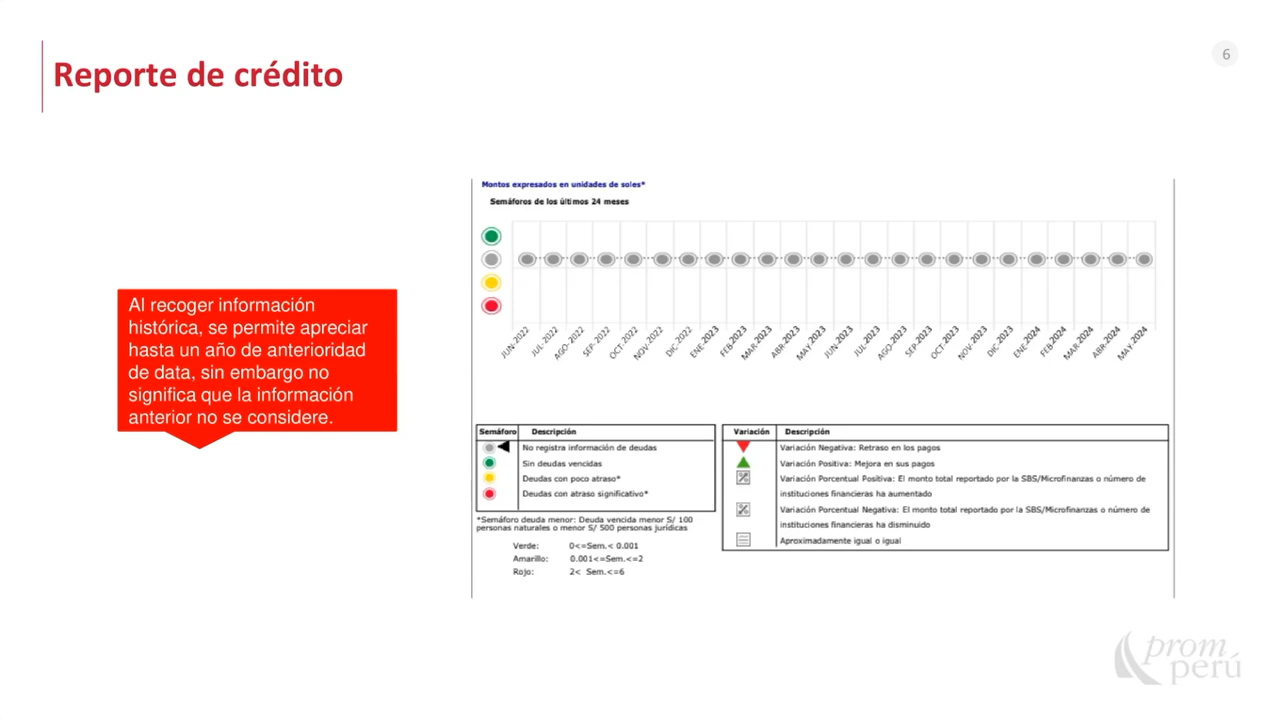 Reporte de crédito
6
Al recoger información
histórica, se permite apreciar
hasta un año de anterioridad
de data, sin embargo no
significa que la información
anterior no se considere.
Montos expresados en unidades de soles*
Semáforos de los últimos 24 meses
JUN-2022
JUL-2022
AGO-2022
SEP-2022
OCT-2022
NOV-2022
DIC-2022
ENE-2023
FEB-2023
MAR-2023
ABR-2023
MAY-2023
JUN-2023
JUL-2023
AGO-2023
SEP-2023
OCT-2023
NOV-2023
DIC-2023
ENE-2024
FEB-2024
MAR-2024
ABR-2024
MAY-2024
Semáforo Descripción
No registra información de deudas
Sin deudas vencidas
Deudas con poco atraso*
Deudas con atraso significativo*
*Semáforo deuda menor: Deuda vencida menor S/ 100
personas naturales o menor S/ 500 personas jurídicas
Verde: 0<=Sem.< 0.001
Amarillo: 0.001<=Sem.<=2
Rojo: 2< Sem.<=6
Variación Descripción
Variación Negativa: Retraso en los pagos
Variación Positiva: Mejora en sus pagos
Variación Porcentual Positiva: El monto total reportado por la SBS/Microfinanzas o número de
instituciones financieras ha aumentado
Variación Porcentual Negativa: El monto total reportado por la SBS/Microfinanzas o número de
instituciones financieras ha disminuido
Aproximadamente igual o igual
prom
perú